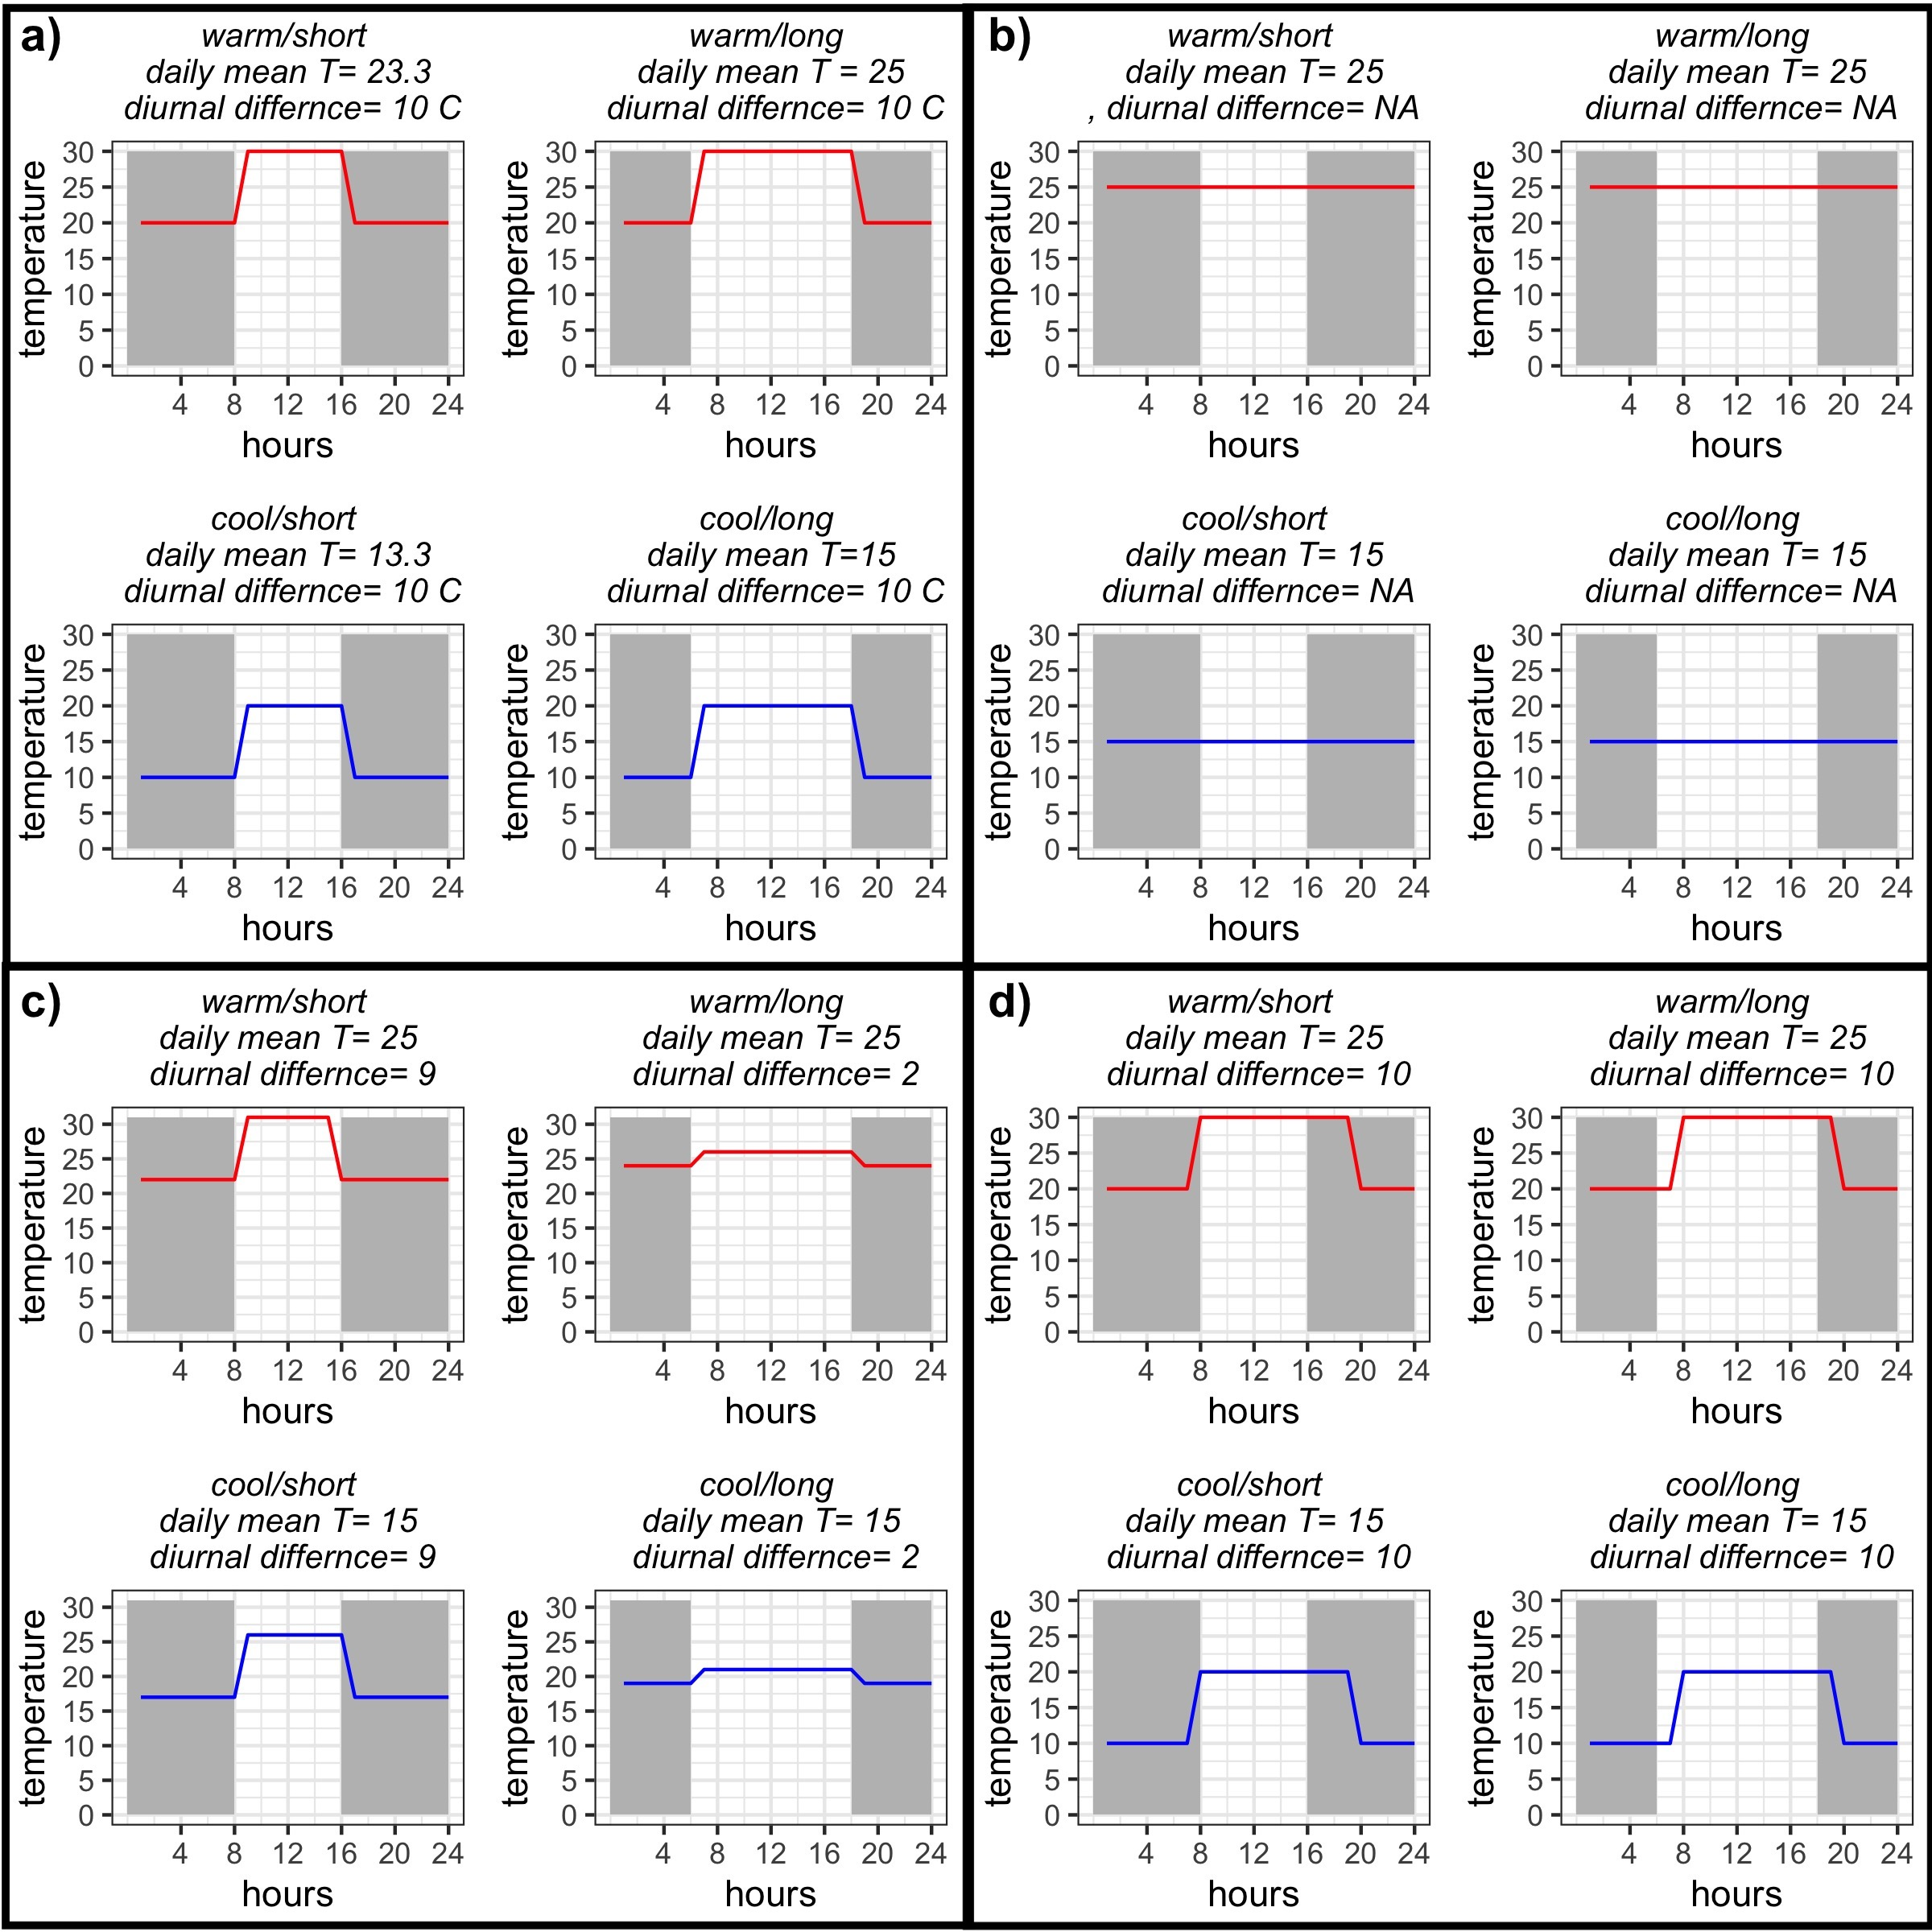 a)
warm/short
daily mean T= 23.3
diurnal differnce= 10 C
temperature
30
25
20
15
10
5
0
4 8 12 16 20 24
hours
warm/long
daily mean T = 25
diurnal differnce= 10 C
temperature
30
25
20
15
10
5
0
4 8 12 16 20 24
hours
cool/short
daily mean T= 13.3
diurnal differnce= 10 C
temperature
30
25
20
15
10
5
0
4 8 12 16 20 24
hours
cool/long
daily mean T=15
diurnal differnce= 10 C
temperature
30
25
20
15
10
5
0
4 8 12 16 20 24
hours
b)
warm/short
daily mean T= 25
, diurnal differnce= NA
temperature
30
25
20
15
10
5
0
4 8 12 16 20 24
hours
warm/long
daily mean T= 25
diurnal differnce= NA
temperature
30
25
20
15
10
5
0
4 8 12 16 20 24
hours
cool/short
daily mean T= 15
diurnal differnce= NA
temperature
30
25
20
15
10
5
0
4 8 12 16 20 24
hours
cool/long
daily mean T= 15
diurnal differnce= NA
temperature
30
25
20
15
10
5
0
4 8 12 16 20 24
hours
c)
warm/short
daily mean T= 25
diurnal differnce= 9
temperature
30
25
20
15
10
5
0
4 8 12 16 20 24
hours
warm/long
daily mean T= 25
diurnal differnce= 2
temperature
30
25
20
15
10
5
0
4 8 12 16 20 24
hours
cool/short
daily mean T= 15
diurnal differnce= 9
temperature
30
25
20
15
10
5
0
4 8 12 16 20 24
hours
cool/long
daily mean T= 15
diurnal differnce= 2
temperature
30
25
20
15
10
5
0
4 8 12 16 20 24
hours
d)
warm/short
daily mean T= 25
diurnal differnce= 10
temperature
30
25
20
15
10
5
0
4 8 12 16 20 24
hours
warm/long
daily mean T= 25
diurnal differnce= 10
temperature
30
25
20
15
10
5
0
4 8 12 16 20 24
hours
cool/short
daily mean T= 15
diurnal differnce= 10
temperature
30
25
20
15
10
5
0
4 8 12 16 20 24
hours
cool/long
daily mean T= 15
diurnal differnce= 10
temperature
30
25
20
15
10
5
0
4 8 12 16 20 24
hours